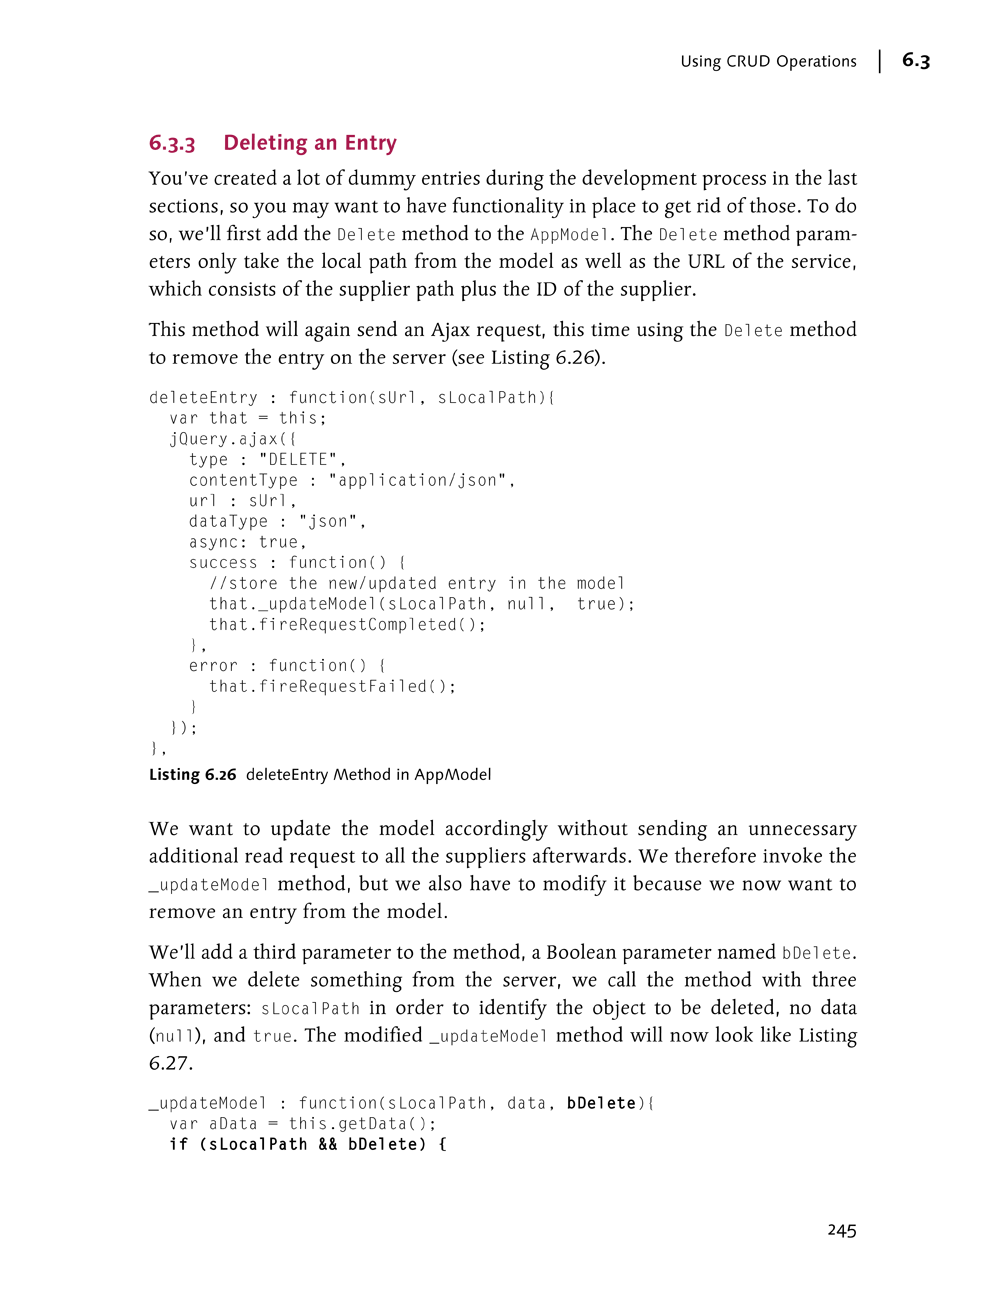 Using CRUD Operations | 6.3
6.3.3 Deleting an Entry
You've created a lot of dummy entries during the development process in the last
sections, so you may want to have functionality in place to get rid of those. To do
so, we'll first add the Delete method to the AppModel. The Delete method param-
eters only take the local path from the model as well as the URL of the service,
which consists of the supplier path plus the ID of the supplier.
This method will again send an Ajax request, this time using the Delete method
to remove the entry on the server (see Listing 6.26).
deleteEntry : function(sUrl, sLocalPath){
  var that = this;
  jQuery.ajax({
    type : "DELETE",
    contentType : "application/json",
    url : sUrl,
    dataType : "json",
    async: true,
    success : function() {
      //store the new/updated entry in the model
      that._updateModel(sLocalPath, null,  true);
      that.fireRequestCompleted();
    },
    error : function() {
      that.fireRequestFailed();
    }
  });
},
Listing 6.26 deleteEntry Method in AppModel
We want to update the model accordingly without sending an unnecessary
additional read request to all the suppliers afterwards. We therefore invoke the
_updateModel method, but we also have to modify it because we now want to
remove an entry from the model.
We'll add a third parameter to the method, a Boolean parameter named bDelete.
When we delete something from the server, we call the method with three
parameters: sLocalPath in order to identify the object to be deleted, no data
(null), and true. The modified _updateModel method will now look like Listing
6.27.
_updateModel : function(sLocalPath, data, bDelete){
  var aData = this.getData();
  if (sLocalPath && bDelete) {
245